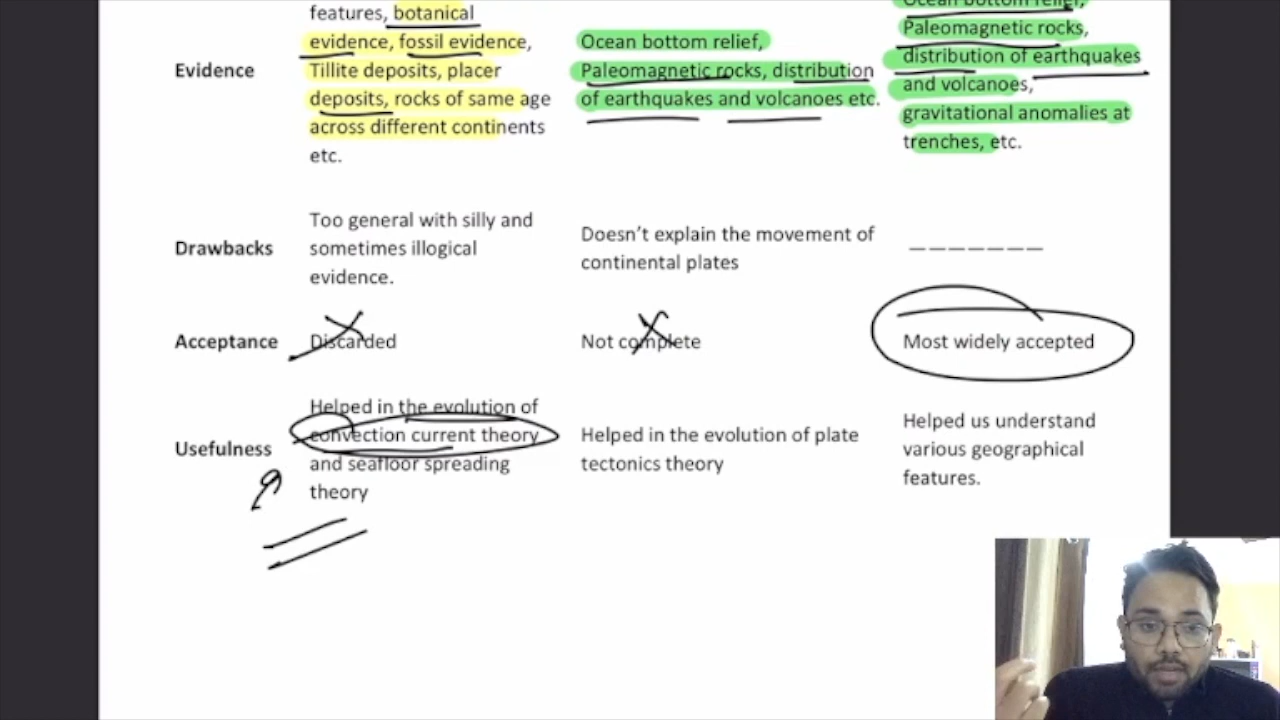 features, botanical
evidence, fossil evidence,
Evidence
Tillite deposits, placer
deposits, rocks of same age
across different continents
etc.
Ocean bottom relief,
Paleomagnetic rocks, distribution
of earthquakes and volcanoes etc.
Ocean bottom relief,
Paleomagnetic rocks,
distribution of earthquakes
and volcanoes,
gravitational anomalies at
trenches, etc.
Drawbacks
Too general with silly and
sometimes illogical
evidence.
Doesn't explain the movement of
continental plates
_ _ _ _ _ _ _
Acceptance
Discarded
Not complete
Most widely accepted
Usefulness
Helped in the evolution of
convection current theory
and seafloor spreading
theory
Helped in the evolution of plate
tectonics theory
Helped us understand
various geographical
features.